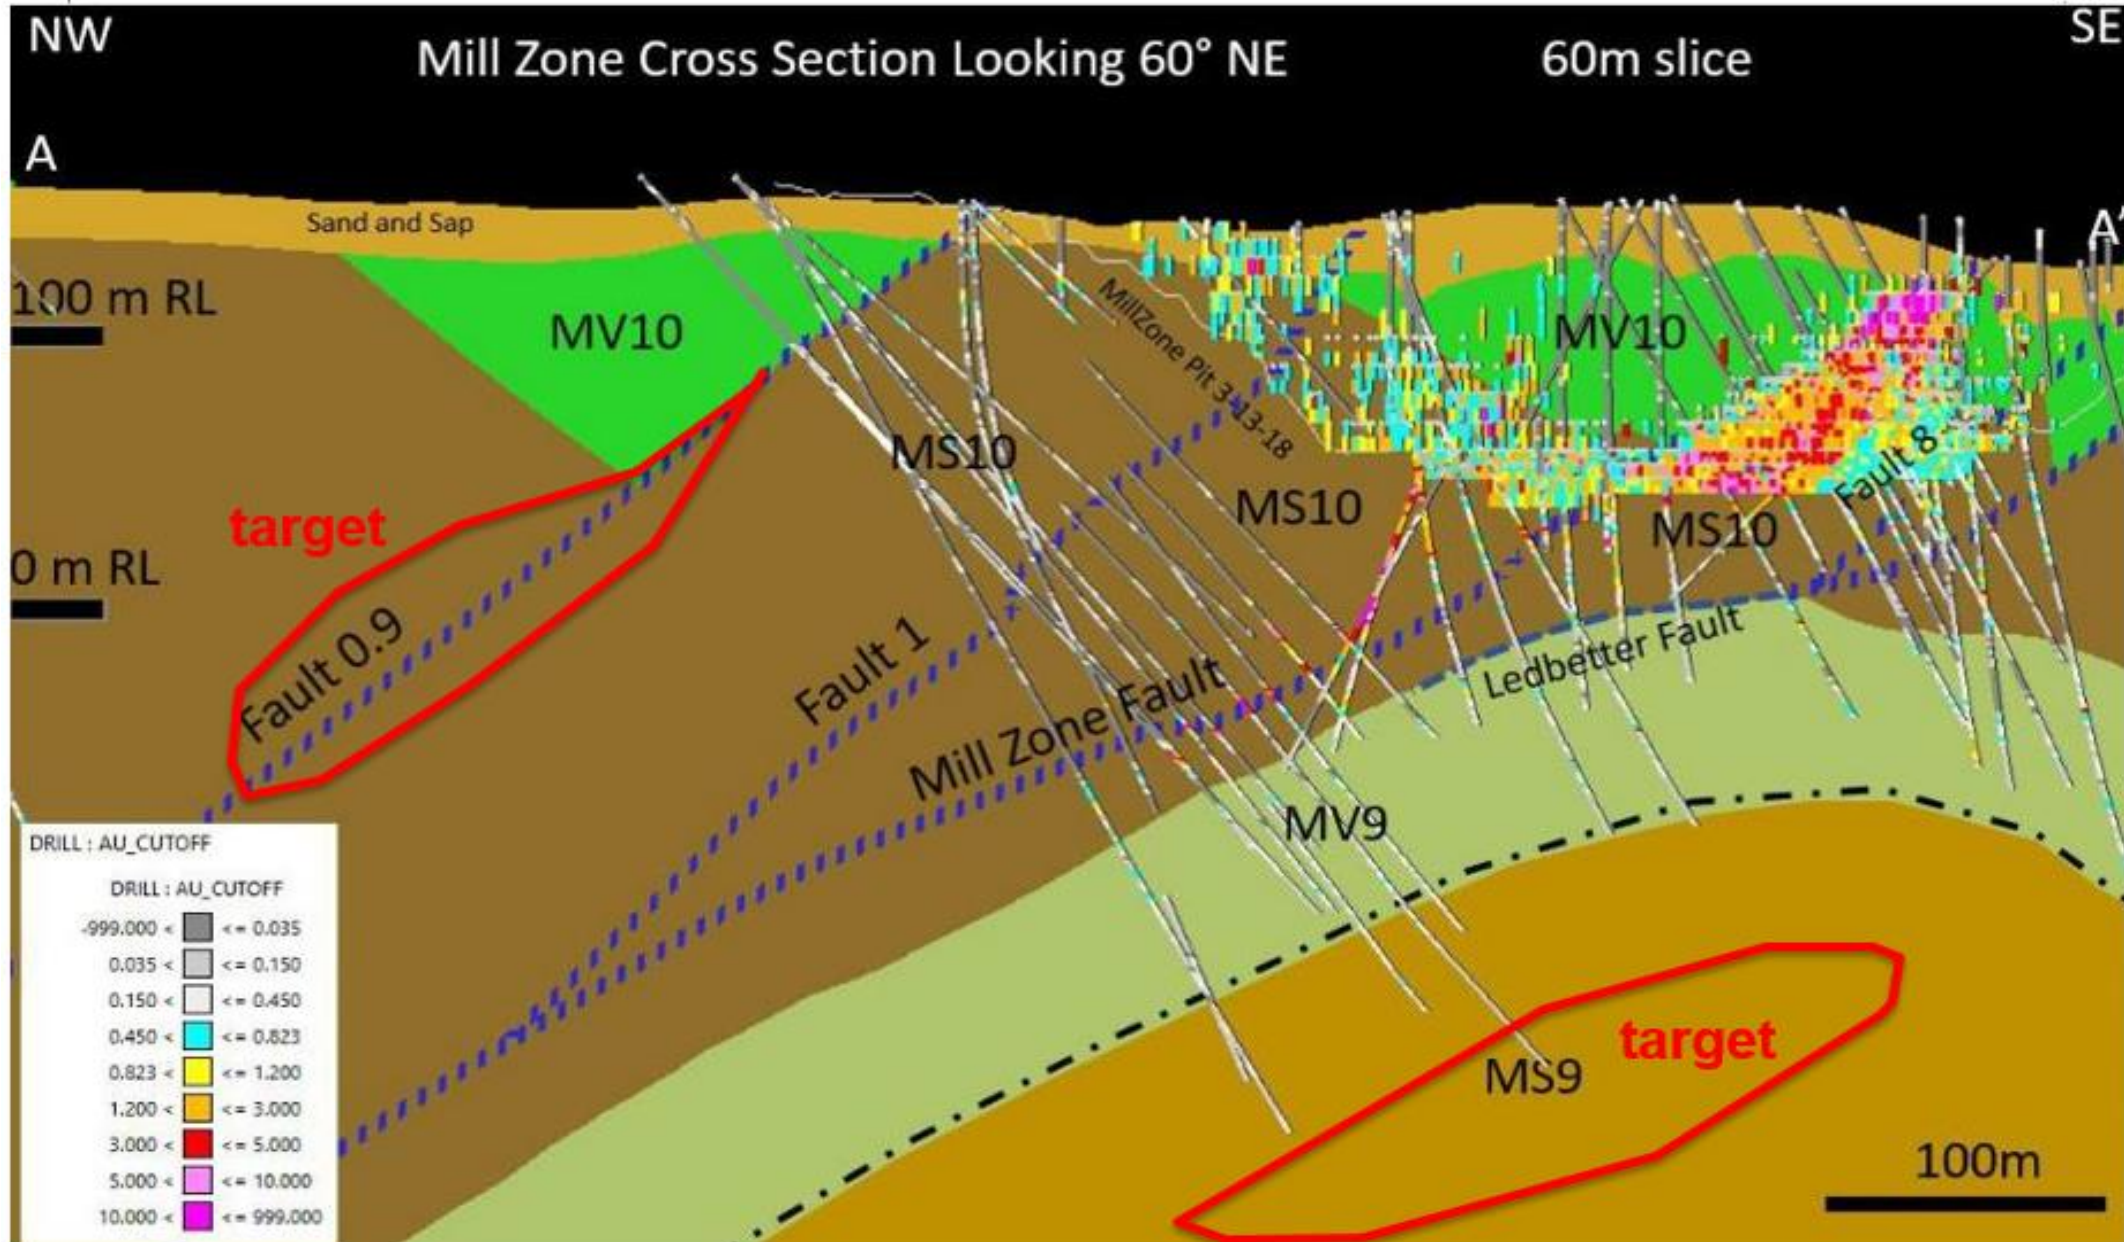 NW
SE
Mill Zone Cross Section Looking 60° NE
60m slice
A
A'
Sand and Sap
100 m RL
MV10
MillZone Pit 3-13-18
MV10
MS10
MS10
MS10
Fault 8
target
0 m RL
Fault 0.9
Fault 1
Mill Zone Fault
Ledbetter Fault
MV9
target
MS9
100m
DRILL : AU_CUTOFF
DRILL : AU_CUTOFF
-999.000 < <= 0.035
0.035 < <= 0.150
0.150 < <= 0.450
0.450 < <= 0.823
0.823 < <= 1.200
1.200 < <= 3.000
3.000 < <= 5.000
5.000 < <= 10.000
10.000 < <= 999.000